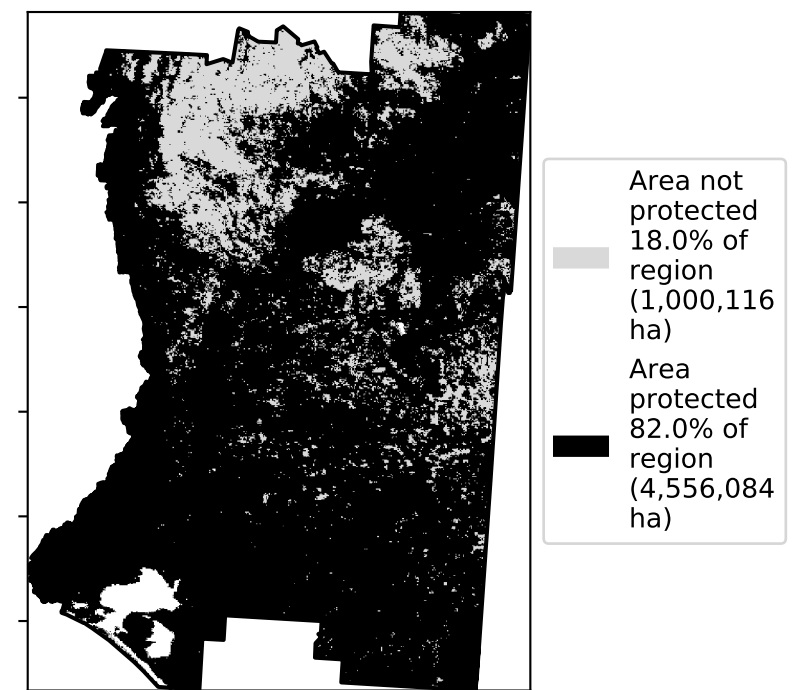 Area not
protected
18.0% of
region
(1,000,116
ha)
Area
protected
82.0% of
region
(4,556,084
ha)